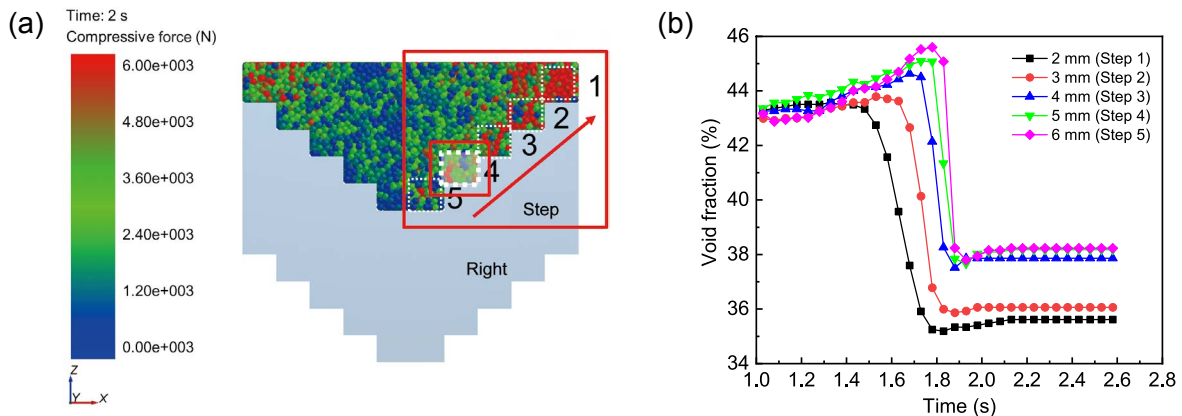 (a)
Time: 2 s
Compressive force (N)
6.00e+003
4.80e+003
3.60e+003
2.40e+003
1.20e+003
0.00e+003
Z
Y X
1
2
3
4
5
Step
Right
(b)
Void fraction (%)
46
44
42
40
38
36
34
2 mm (Step 1)
3 mm (Step 2)
4 mm (Step 3)
5 mm (Step 4)
6 mm (Step 5)
1.0 1.2 1.4 1.6 1.8 2.0 2.2 2.4 2.6 2.8
Time (s)